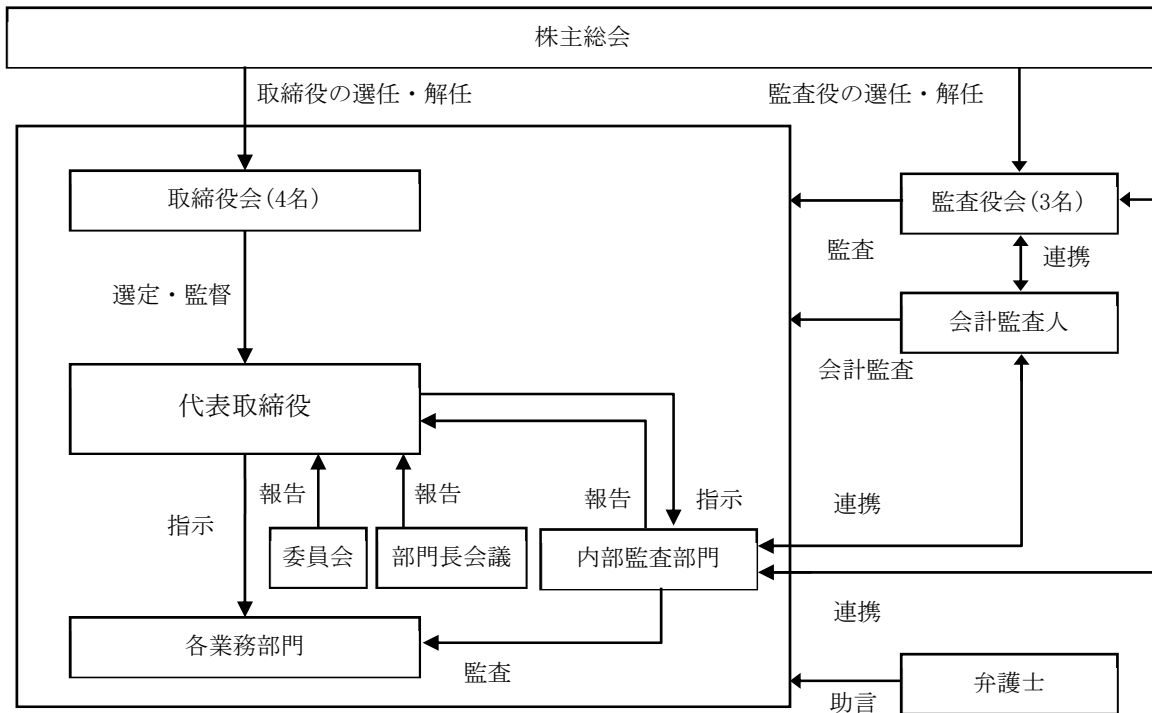 株主総会
取締役の選任・解任
監査役の選任・解任
取締役会(4名)
監査役会(3名)
監査
連携
選定・監督
会計監査人
会計監査
代表取締役
報告
報告
報告
指示
連携
指示
委員会
部門長会議
内部監査部門
連携
各業務部門
監査
弁護士
助言